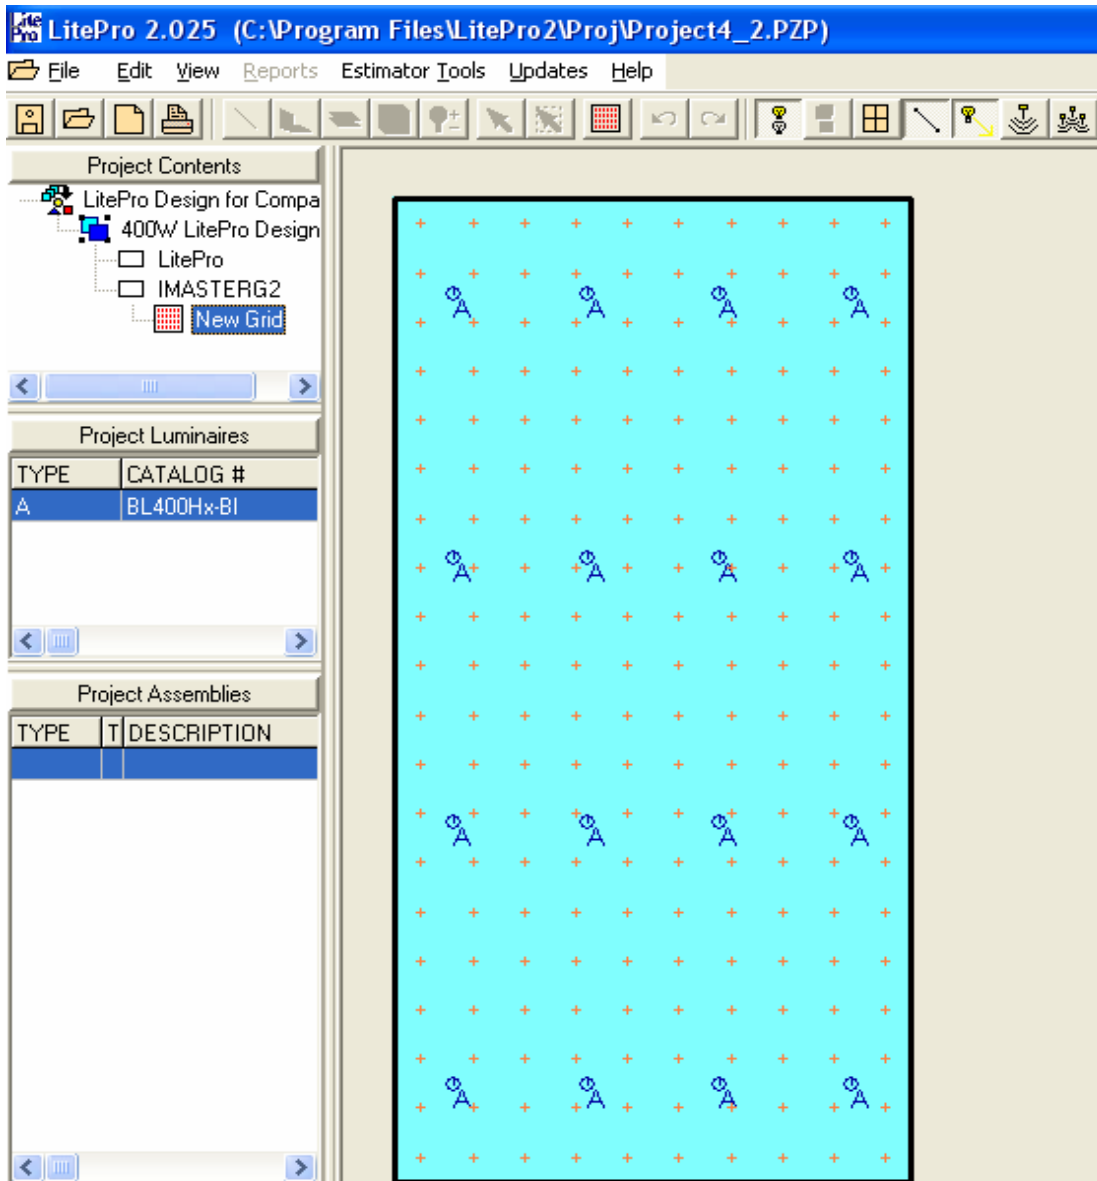 LitePro LitePro 2.025 (C:\Program Files\LitePro2\Proj\Project4_2.PZP)
File Edit View Reports Estimator Tools Updates Help
Project Contents
LitePro Design for Compa
400W LitePro Design
LitePro
IMASTERG2
New Grid
Project Luminaires
TYPE CATALOG #
A BL400Hx-BI
Project Assemblies
TYPE T DESCRIPTION
A A A A
A A A A
A A A A
A A A A